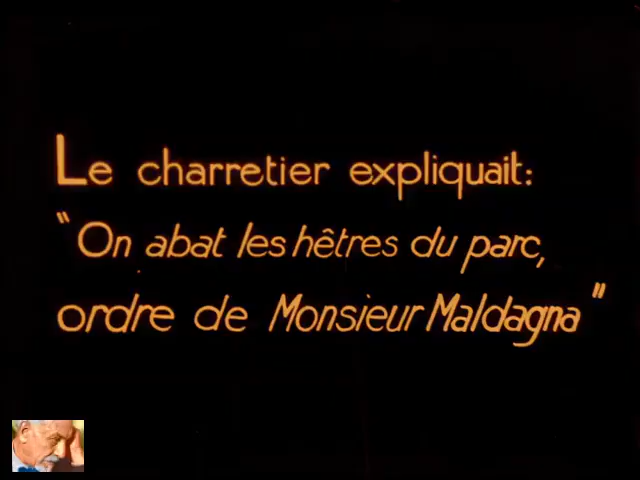 Le charretier expliquait:
"On abat les hêtres du parc,
ordre de Monsieur Maldagna"